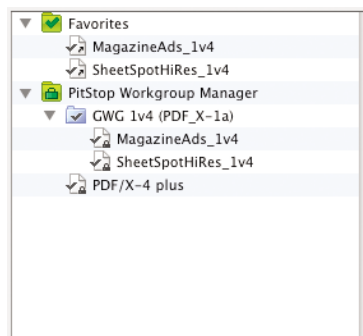 Favorites
MagazineAds_1v4
SheetSpotHiRes_1v4
PitStop Workgroup Manager
GWG 1v4 (PDF_X-1a)
MagazineAds_1v4
SheetSpotHiRes_1v4
PDF/X-4 plus